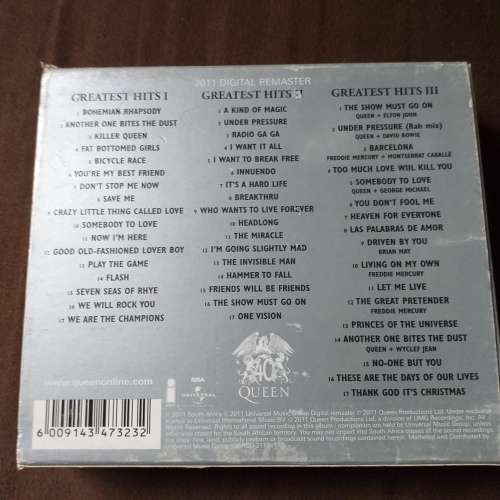 2011 DIGITAL REMASTER
GREATEST HITS I
1 BOHEMIAN RHAPSODY
2 ANOTHER ONE BITES THE DUST
3 KILLER QUEEN
4 FAT BOTTOMED GIRLS
5 BICYCLE RACE
6 YOU'RE MY BEST FRIEND
7 DON'T STOP ME NOW
8 SAVE ME
9 CRAZY LITTLE THING CALLED LOVE
10 SOMEBODY TO LOVE
11 NOW I'M HERE
12 GOOD OLD-FASHIONED LOVER BOY
13 PLAY THE GAME
14 FLASH
15 SEVEN SEAS OF RHYE
16 WE WILL ROCK YOU
17 WE ARE THE CHAMPIONS
GREATEST HITS II
1 A KIND OF MAGIC
2 UNDER PRESSURE
3 RADIO GA GA
4 I WANT IT ALL
5 I WANT TO BREAK FREE
6 INNUENDO
7 IT'S A HARD LIFE
8 BREAKTHRU
9 WHO WANTS TO LIVE FOREVER
10 HEADLONG
11 THE MIRACLE
12 I'M GOING SLIGHTLY MAD
13 THE INVISIBLE MAN
14 HAMMER TO FALL
15 FRIENDS WILL BE FRIENDS
16 THE SHOW MUST GO ON
17 ONE VISION
GREATEST HITS III
1 THE SHOW MUST GO ON
QUEEN + ELTON JOHN
2 UNDER PRESSURE (Rah mix)
QUEEN + DAVID BOWIE
3 BARCELONA
FREDDIE MERCURY + MONTSERRAT CABALLÉ
4 TOO MUCH LOVE WILL KILL YOU
5 SOMEBODY TO LOVE
QUEEN + GEORGE MICHAEL
6 YOU DON'T FOOL ME
7 HEAVEN FOR EVERYONE
8 LAS PALABRAS DE AMOR
9 DRIVEN BY YOU
BRIAN MAY
10 LIVING ON MY OWN
FREDDIE MERCURY
11 LET ME LIVE
12 THE GREAT PRETENDER
FREDDIE MERCURY
13 PRINCES OF THE UNIVERSE
14 ANOTHER ONE BITES THE DUST
QUEEN + WYCLEF JEAN
15 NO-ONE BUT YOU
16 THESE ARE THE DAYS OF OUR LIVES
17 THANK GOD IT'S CHRISTMAS
www.queenonline.com
40
QUEEN
6 009143 473232